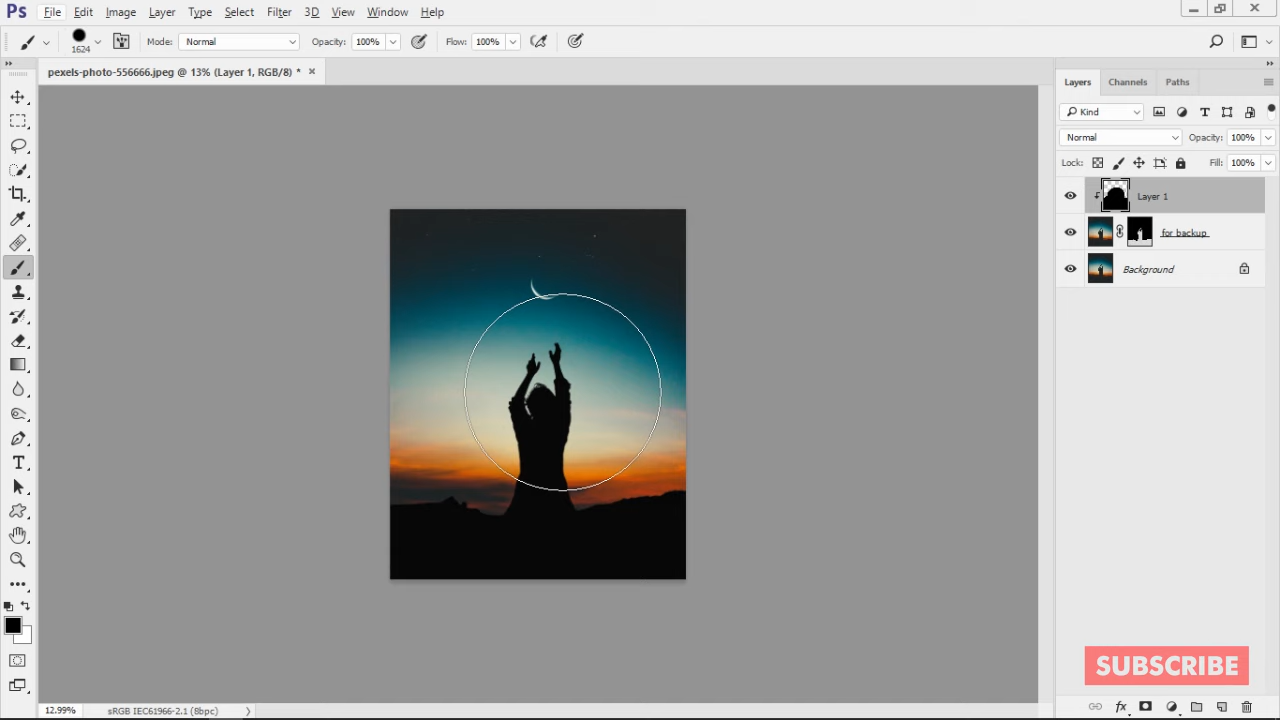 Ps File Edit Image Layer Type Select Filter 3D View Window Help
1624 Mode: Normal Opacity: 100% Flow: 100%
pexels-photo-556666.jpeg @ 13% (Layer 1, RGB/8) *
Layers Channels Paths
Kind
Normal Opacity: 100%
Lock: Fill: 100%
Layer 1
for backup
Background
SUBSCRIBE
12.99% sRGB IEC61966-2.1 (8bpc)